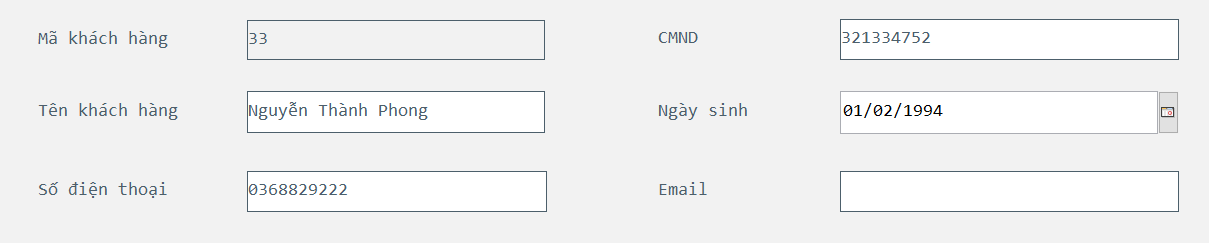 Mã khách hàng 33 CMND 321334752
Tên khách hàng Nguyễn Thành Phong Ngày sinh 01/02/1994
Số điện thoại 0368829222 Email